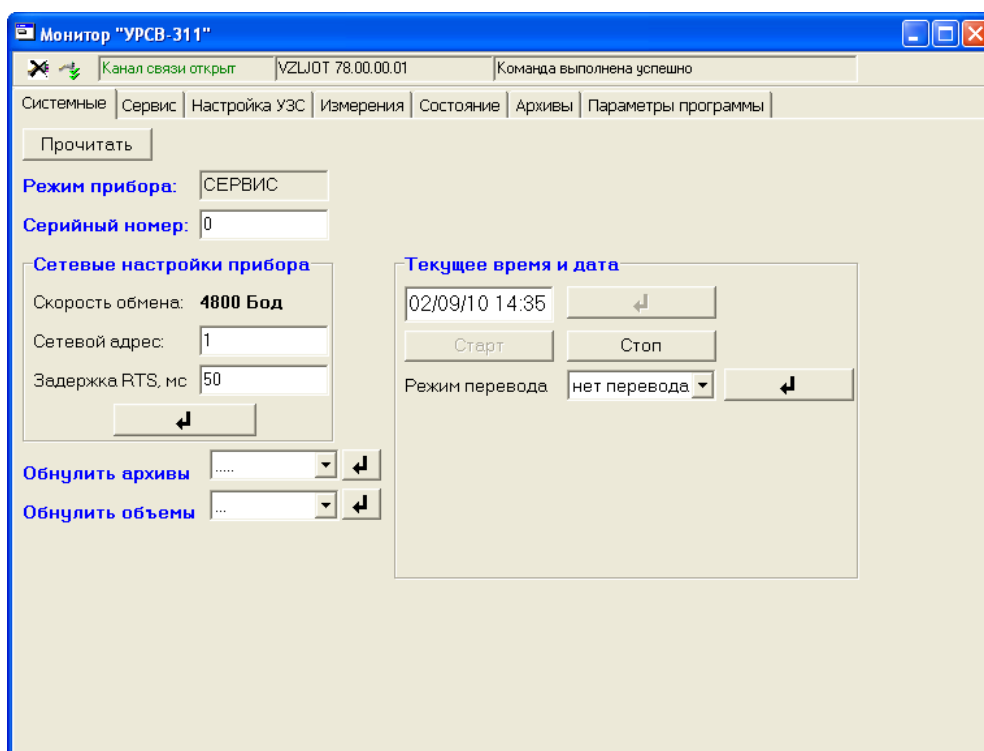 Монитор "УРСВ-311"
Канал связи открыт VZLJOT 78.00.00.01 Команда выполнена успешно
Системные Сервис Настройка УЗС Измерения Состояние Архивы Параметры программы
Прочитать
Режим прибора: СЕРВИС
Серийный номер: 0
Сетевые настройки прибора
Скорость обмена: 4800 Бод
Сетевой адрес: 1
Задержка RTS, мс 50
Обнулить архивы .....
Обнулить объемы ...
Текущее время и дата
02/09/10 14:35
Старт Стоп
Режим перевода нет перевода